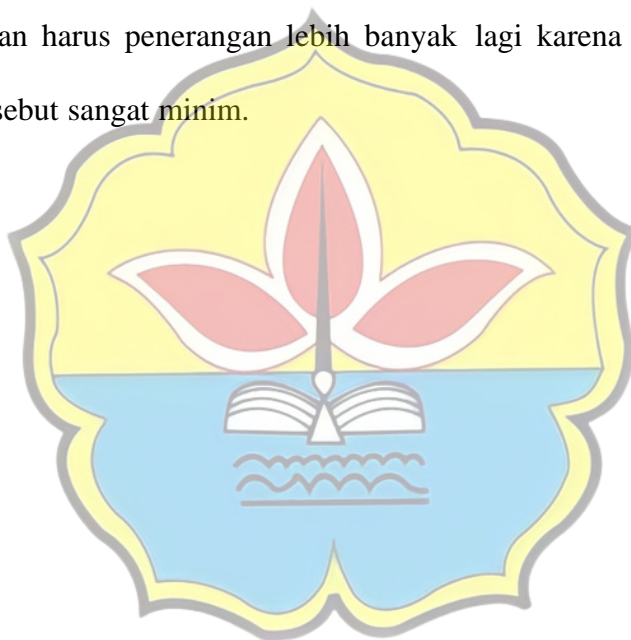 an harus penerangan lebih banyak lagi karena
sebut sangat minim.